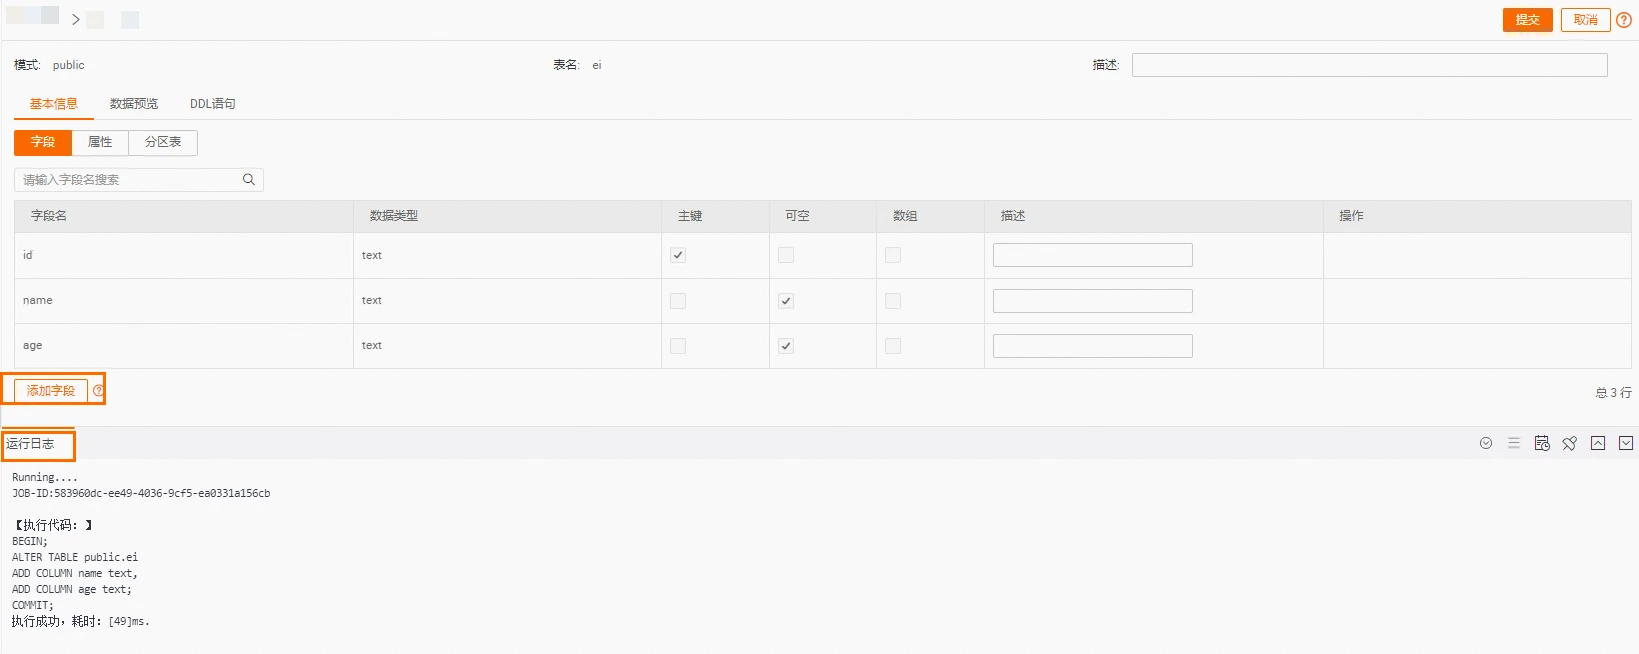 提交 取消
模式: public 表名: ei 描述:
基本信息 数据预览 DDL语句
字段 属性 分区表
请输入字段名搜索
字段名 数据类型 主键 可空 数组 描述 操作
id text
name text
age text
添加字段 总 3 行
运行日志
Running....
JOB-ID:583960dc-ee49-4036-9cf5-ea0331a156cb
【执行代码：】
BEGIN;
ALTER TABLE public.ei
ADD COLUMN name text,
ADD COLUMN age text;
COMMIT;
执行成功，耗时：[49]ms.